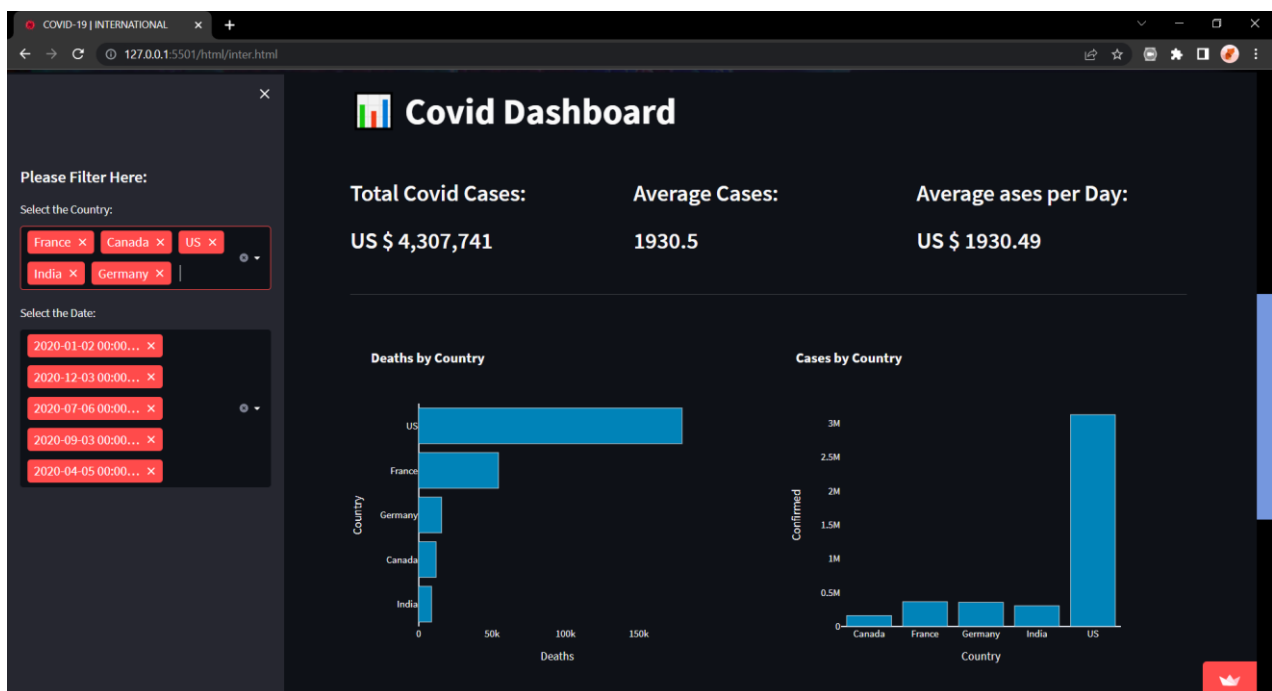 COVID-19 | INTERNATIONAL
127.0.0.1:5501/html/inter.html
Please Filter Here:
Select the Country:
France Canada US
India Germany
Select the Date:
2020-01-02 00:00...
2020-12-03 00:00...
2020-07-06 00:00...
2020-09-03 00:00...
2020-04-05 00:00...
Covid Dashboard
Total Covid Cases: Average Cases: Average ases per Day:
US $ 4,307,741 1930.5 US $ 1930.49
Deaths by Country
Country
US
France
Germany
Canada
India
0 50k 100k 150k
Deaths
Cases by Country
Confirmed
3M
2.5M
2M
1.5M
1M
0.5M
0
Canada France Germany India US
Country